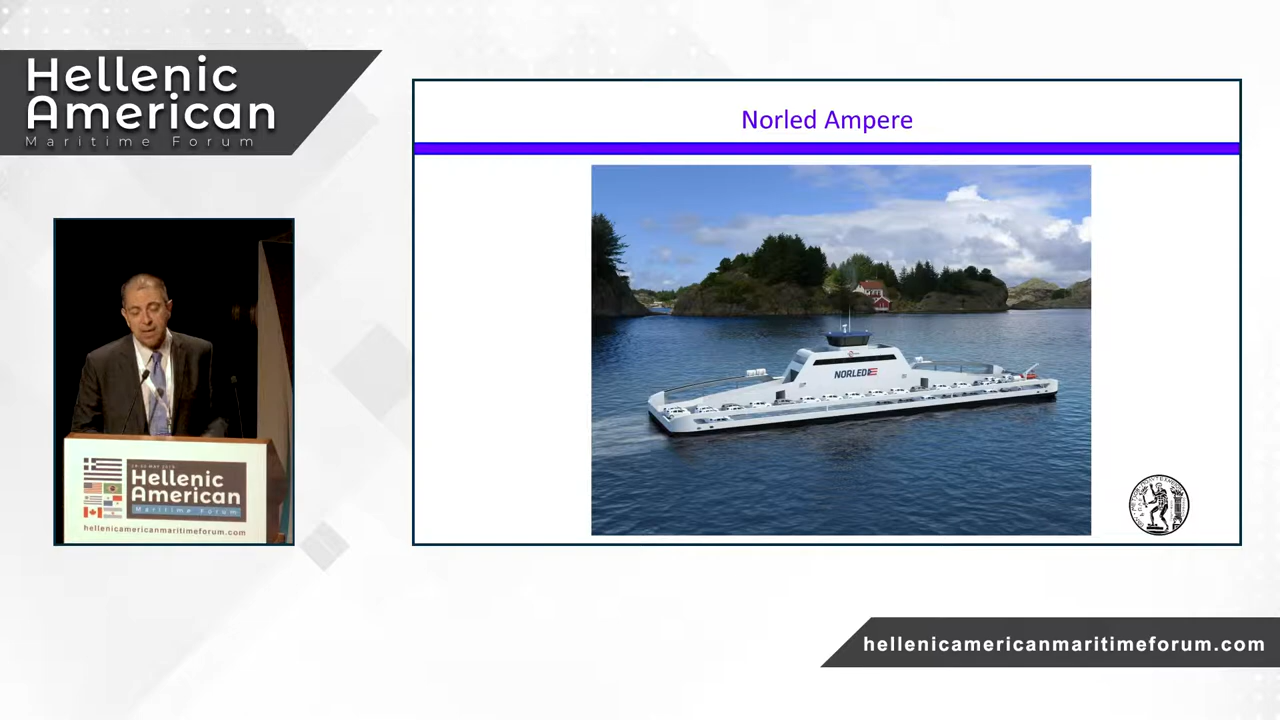 Hellenic
American
Maritime Forum
Norled Ampere
NORLED
Hellenic
American
Maritime Forum
hellenicamericanmaritimeforum.com
hellenicamericanmaritimeforum.com